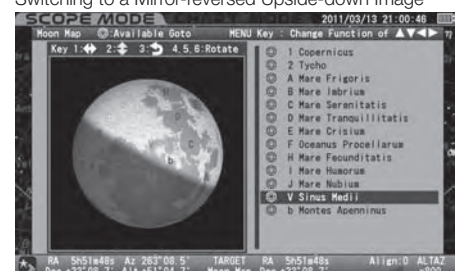 Switching to a Mirror-reversed Upside-down Image
SCOPE MODE 2011/03/13 21:00:46
Moon Map ◎:Available Goto MENU Key : Change Function of ▲▼◀▶
Key 1: 2: 3: 4,5,6:Rotate
1 Copernicus
2 Tycho
A Mare Frigoris
B Mare Imbrium
C Mare Serenitatis
D Mare Tranquillitatis
E Mare Crisium
F Oceanus Procellarum
H Mare Fecunditatis
I Mare Humorum
J Mare Nubium
V Sinus Medii
b Montes Apenninus
RA 5h51m48s Az 263°08.5' TARGET RA 5h51m48s Align:0 ALTAZ